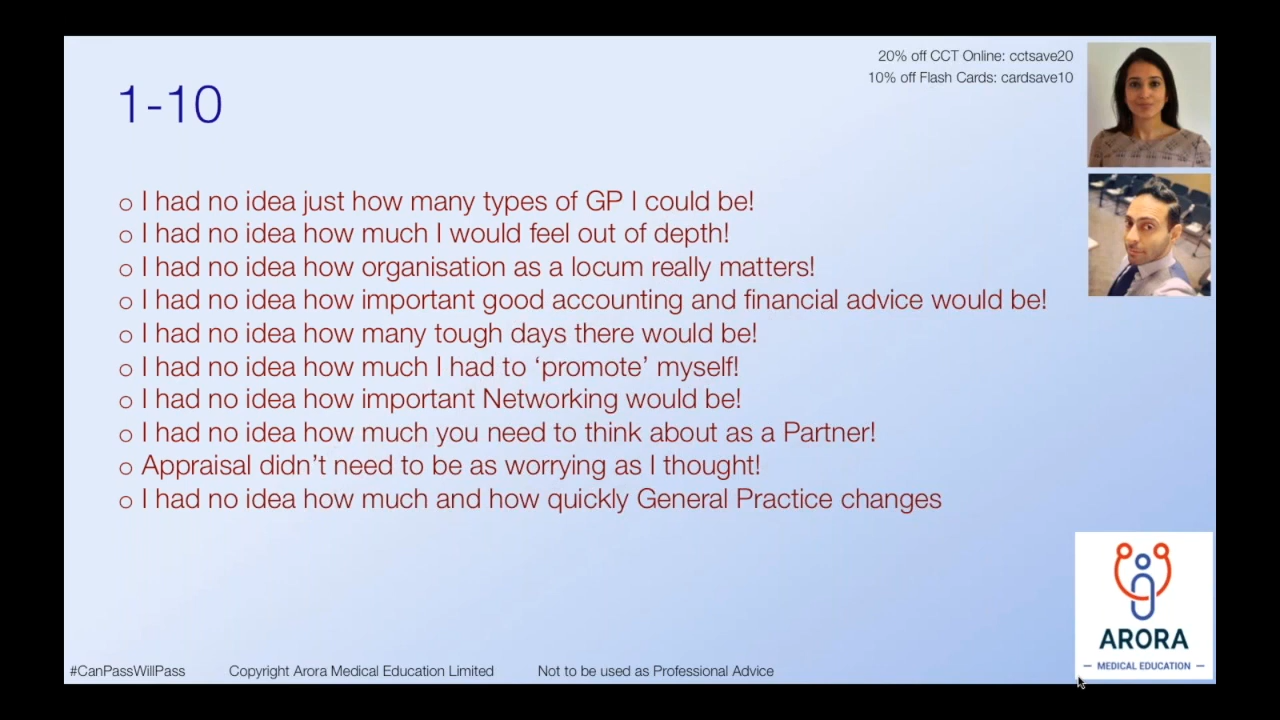 20% off CCT Online: cctsave20
10% off Flash Cards: cardsave10
1-10
o I had no idea just how many types of GP I could be!
o I had no idea how much I would feel out of depth!
o I had no idea how organisation as a locum really matters!
o I had no idea how important good accounting and financial advice would be!
o I had no idea how many tough days there would be!
o I had no idea how much I had to ‘promote’ myself!
o I had no idea how important Networking would be!
o I had no idea how much you need to think about as a Partner!
o Appraisal didn’t need to be as worrying as I thought!
o I had no idea how much and how quickly General Practice changes
ARORA
MEDICAL EDUCATION
#CanPassWillPass Copyright Arora Medical Education Limited Not to be used as Professional Advice